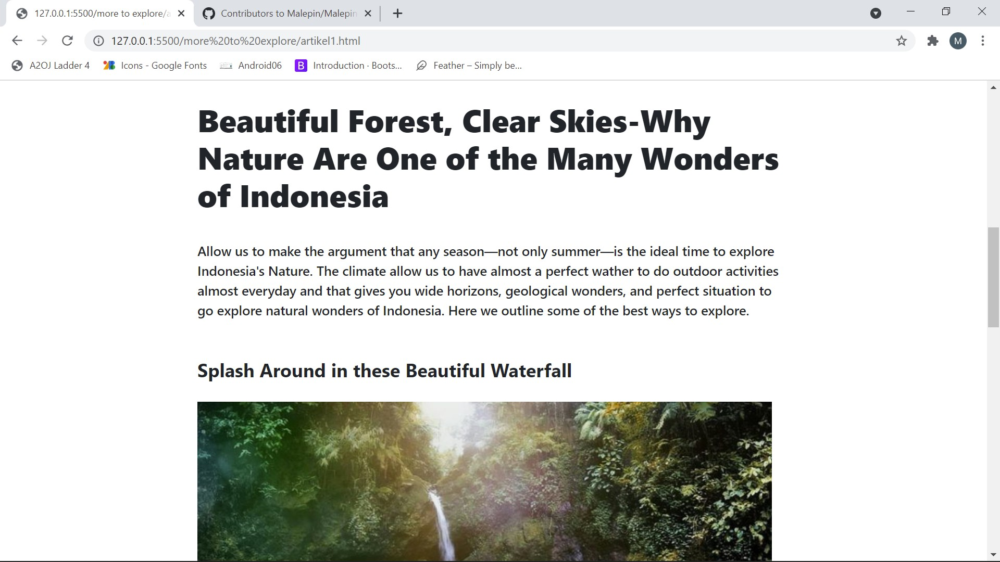 127.0.0.1:5500/more to explore/a
Contributors to Malepin/Malepin
127.0.0.1:5500/more%20to%20explore/artikel1.html
M
A2OJ Ladder 4
Icons - Google Fonts
Android06
B Introduction · Boots...
Feather – Simply be...
Beautiful Forest, Clear Skies-Why
Nature Are One of the Many Wonders
of Indonesia
Allow us to make the argument that any season—not only summer—is the ideal time to explore
Indonesia's Nature. The climate allow us to have almost a perfect wather to do outdoor activities
almost everyday and that gives you wide horizons, geological wonders, and perfect situation to
go explore natural wonders of Indonesia. Here we outline some of the best ways to explore.
Splash Around in these Beautiful Waterfall